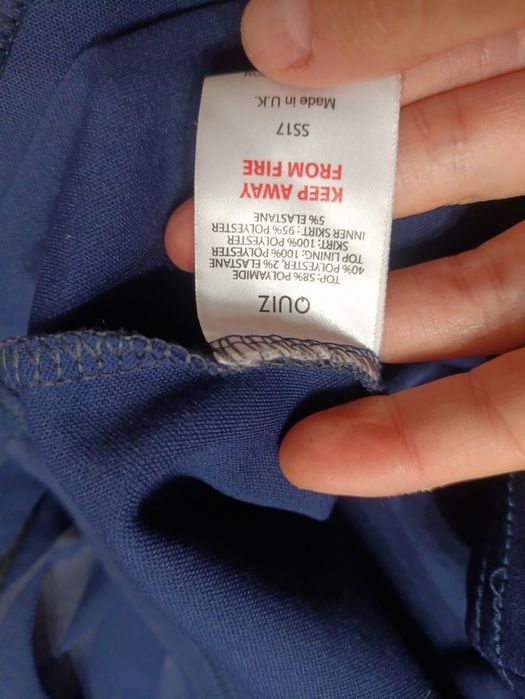 QUIZ
TOP: 58% POLYAMIDE
40% POLYESTER, 2% ELASTANE
TOP LINING: 100% POLYESTER
SKIRT: 100% POLYESTER
INNER SKIRT: 95% POLYESTER
5% ELASTANE
KEEP AWAY
FROM FIRE
SS17
Made in U.K.